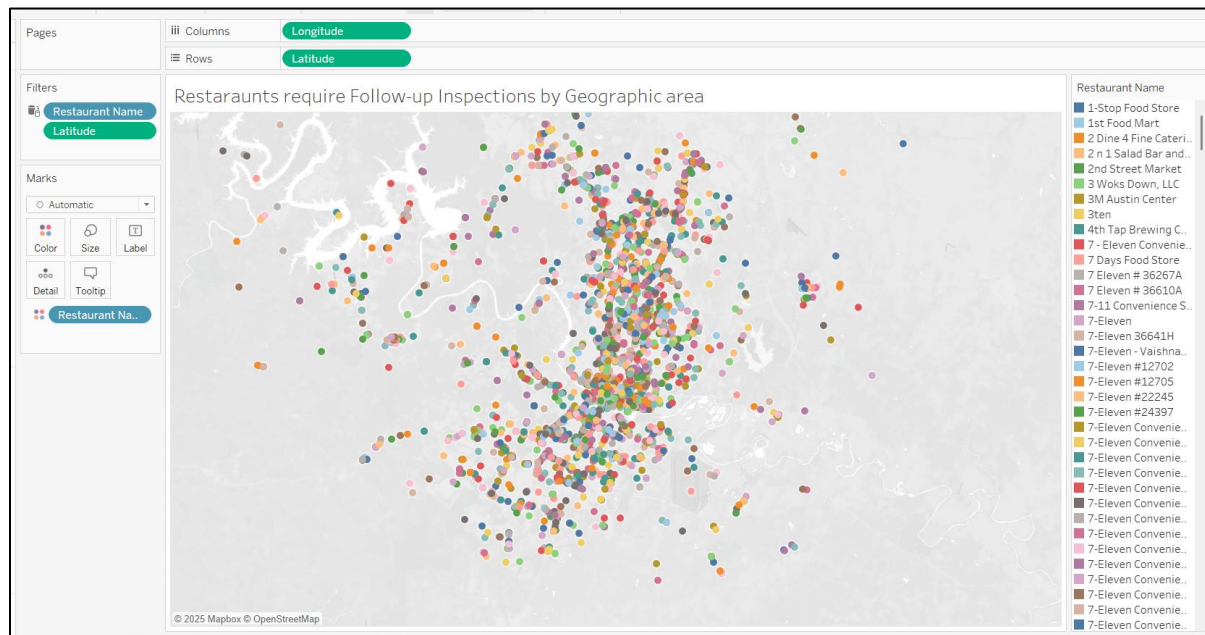 Pages
Columns
Longitude
Rows
Latitude
Filters
Restaurant Name
Latitude
Marks
Automatic
Color
Size
Label
Detail
Tooltip
Restaurant Na..
Restaraunts require Follow-up Inspections by Geographic area
© 2025 Mapbox © OpenStreetMap
Restaurant Name
1-Stop Food Store
1st Food Mart
2 Dine 4 Fine Cateri..
2 n 1 Salad Bar and..
2nd Street Market
3 Woks Down, LLC
3M Austin Center
3ten
4th Tap Brewing C..
7 - Eleven Convenie..
7 Days Food Store
7 Eleven # 36267A
7 Eleven # 36610A
7-11 Convenience S..
7-Eleven
7-Eleven 36641H
7-Eleven - Vaishna..
7-Eleven #12702
7-Eleven #12705
7-Eleven #22245
7-Eleven #24397
7-Eleven Convenie..
7-Eleven Convenie..
7-Eleven Convenie..
7-Eleven Convenie..
7-Eleven Convenie..
7-Eleven Convenie..
7-Eleven Convenie..
7-Eleven Convenie..
7-Eleven Convenie..
7-Eleven Convenie..
7-Eleven Convenie..
7-Eleven Convenie..
7-Eleven Convenie..
7-Eleven Convenie..